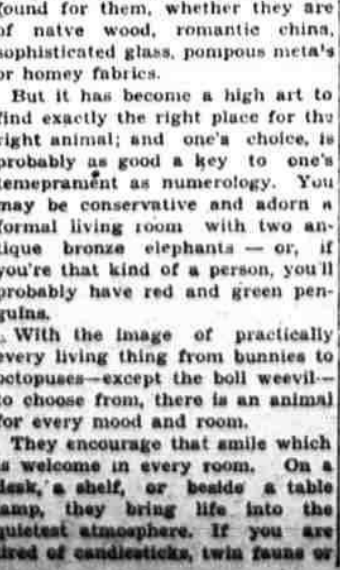 found for them, whether they are
of natve wood, romantic china,
sophisticated glass, pompous metals
or homey fabrics.
But it has become a high art to
find exactly the right place for the
right animal; and one's choice, is
probably as good a key to one's
temeprament as numerology. You
may be conservative and adorn a
formal living room with two an-
tique bronze elephants — or, if
you're that kind of a person, you'll
probably have red and green pen-
guins.
With the image of practically
every living thing from bunnies to
octopuses—except the boll weevil—
to choose from, there is an animal
for every mood and room.
They encourage that smile which
is welcome in every room. On a
desk, a shelf, or beside a table
lamp, they bring life into the
quietest atmosphere. If you are
tired of candlesticks, twin fauns or